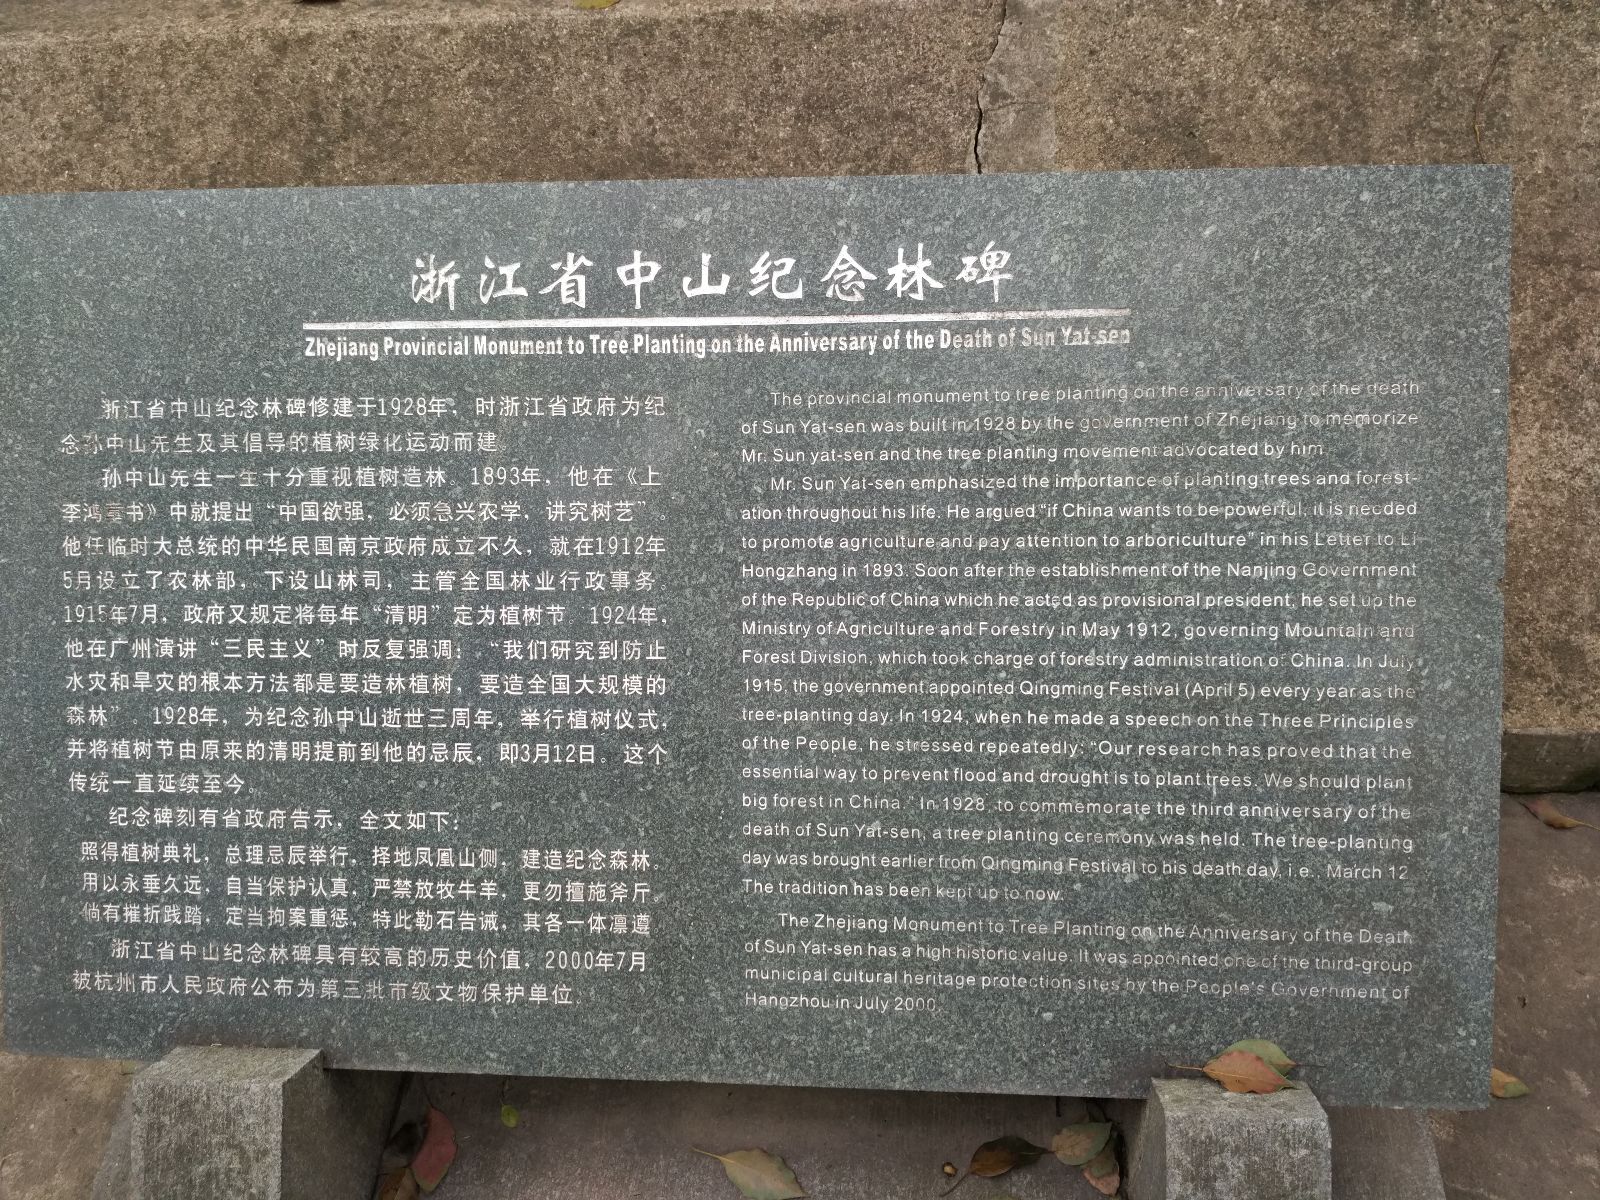 浙江省中山纪念林碑
Zhejiang Provincial Monument to Tree Planting on the Anniversary of the Death of Sun Yat-sen
浙江省中山纪念林碑修建于1928年，时浙江省政府为纪
念孙中山先生及其倡导的植树绿化运动而建。
孙中山先生一生十分重视植树造林。1893年，他在《上
李鸿章书》中就提出“中国欲强，必须急兴农学，讲究树艺”。
他任临时大总统的中华民国南京政府成立不久，就在1912年
5月设立了农林部，下设山林司，主管全国林业行政事务。
1915年7月，政府又规定将每年“清明”定为植树节。1924年，
他在广州演讲“三民主义”时反复强调：“我们研究到防止
水灾和旱灾的根本方法都是要造林植树，要造全国大规模的
森林”。1928年，为纪念孙中山逝世三周年，举行植树仪式，
并将植树节由原来的清明提前到他的忌辰，即3月12日。这个
传统一直延续至今。
纪念碑刻有省政府告示，全文如下：
照得植树典礼，总理忌辰举行，择地凤凰山侧，建造纪念森林。
用以永垂久远，自当保护认真，严禁放牧牛羊，更勿擅施斧斤。
倘有摧折践踏，定当拘案重惩，特此勒石告诫，其各一体凛遵。
浙江省中山纪念林碑具有较高的历史价值，2000年7月
被杭州市人民政府公布为第三批市级文物保护单位。
The provincial monument to tree planting on the anniversary of the death
of Sun Yat-sen was built in 1928 by the government of Zhejiang to memorize
Mr. Sun yat-sen and the tree planting movement advocated by him.
Mr. Sun Yat-sen emphasized the importance of planting trees and forest-
ation throughout his life. He argued “if China wants to be powerful, it is needed
to promote agriculture and pay attention to arboriculture” in his Letter to Li
Hongzhang in 1893. Soon after the establishment of the Nanjing Government
of the Republic of China which he acted as provisional president, he set up the
Ministry of Agriculture and Forestry in May 1912, governing Mountain and
Forest Division, which took charge of forestry administration of China. In July
1915, the government appointed Qingming Festival (April 5) every year as the
tree-planting day. In 1924, when he made a speech on the Three Principles
of the People, he stressed repeatedly: “Our research has proved that the
essential way to prevent flood and drought is to plant trees. We should plant
big forest in China.” In 1928 ,to commemorate the third anniversary of the
death of Sun Yat-sen, a tree planting ceremony was held. The tree-planting
day was brought earlier from Qingming Festival to his death day, i.e., March 12.
The tradition has been kept up to now.
The Zhejiang Monument to Tree Planting on the Anniversary of the Death
of Sun Yat-sen has a high historic value. It was appointed one of the third-group
municipal cultural heritage protection sites by the People's Government of
Hangzhou in July 2000.